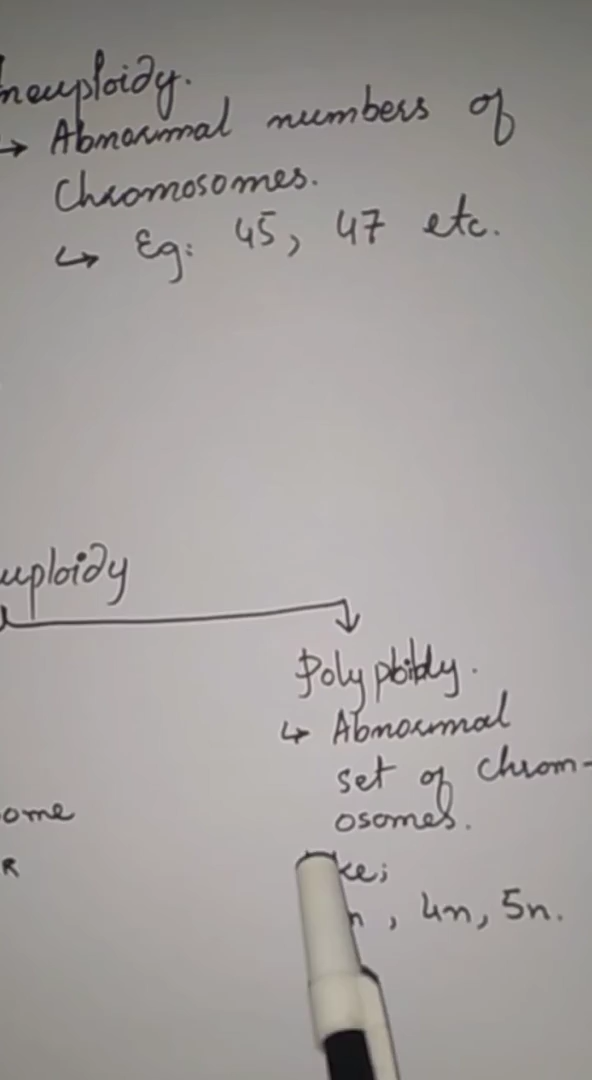 neuploidy.
→ Abnormal numbers of
Chromosomes.
↳ Eg: 45, 47 etc.
uploidy
Polyploidy.
↳ Abnormal
set of Chrom-
osomes.
ome
R
ke;
n, 4n, 5n.